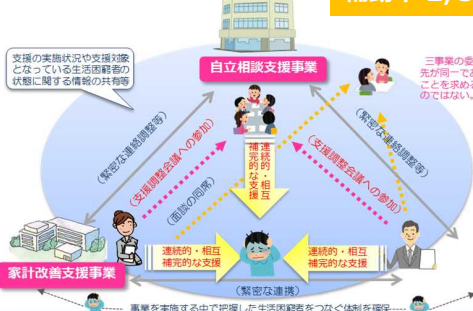 支援の実施状況や支援対象
となっている生活困窮者の
状態に関する情報の共有等
自立相談支援事業
三事業の委
先が同一であ
ことを求める
のではない。
(緊密な連絡調整等)
(支援調整会議への参加)
(面談の同席)
連続的・相互
補完的な支援
(支援調整会議への参加)
(緊密な連絡調整等)
連続的・相互
補完的な支援
連続的・相互
補完的な支援
家計改善支援事業
(緊密な連携)
事業を実施する中で把握した生活困窮者をつなぐ体制を確保